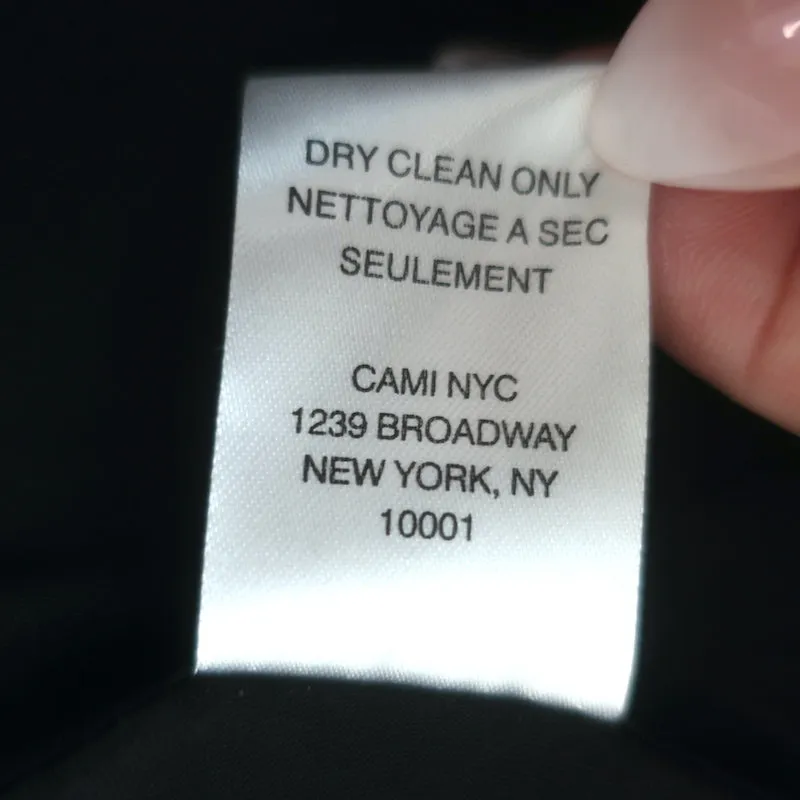 DRY CLEAN ONLY
NETTOYAGE A SEC
SEULEMENT
CAMI NYC
1239 BROADWAY
NEW YORK, NY
10001